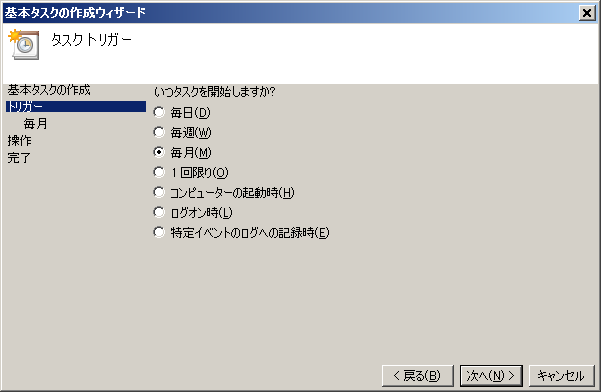 基本タスクの作成ウィザード
タスク トリガー
基本タスクの作成
トリガー
毎月
操作
完了
いつタスクを開始しますか?
毎日(D)
毎週(W)
毎月(M)
1 回限り(O)
コンピューターの起動時(H)
ログオン時(L)
特定イベントのログへの記録時(E)
< 戻る(B)
次へ(N) >
キャンセル